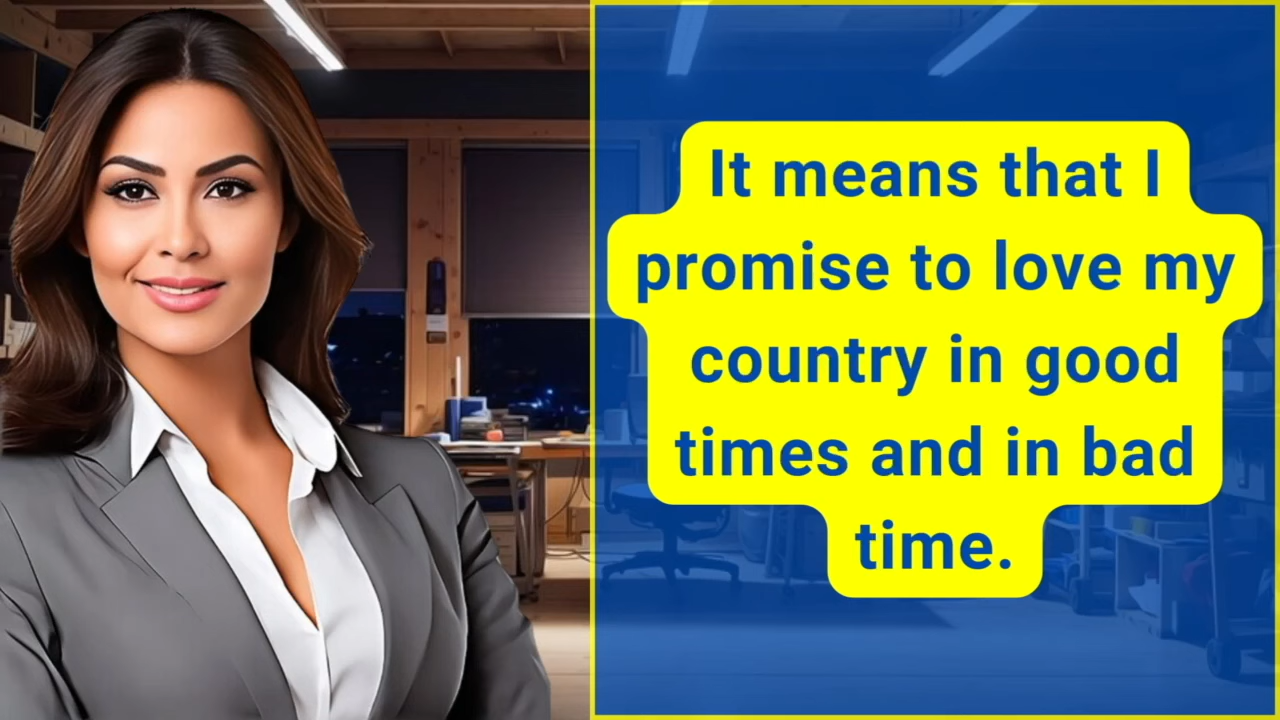 It means that I
promise to love my
country in good
times and in bad
time.